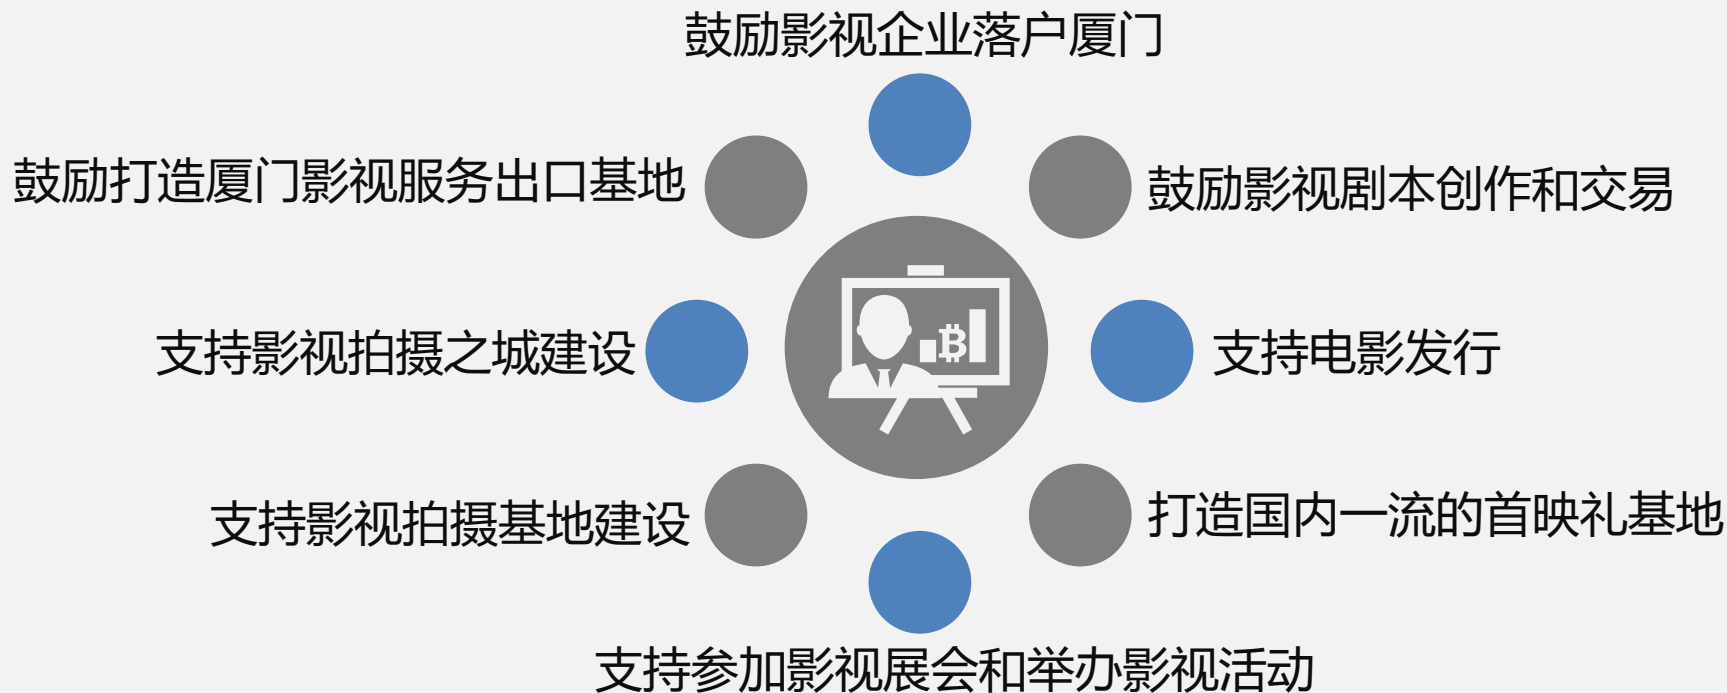 鼓励影视企业落户厦门
鼓励打造厦门影视服务出口基地
鼓励影视剧本创作和交易
支持影视拍摄之城建设
支持电影发行
支持影视拍摄基地建设
打造国内一流的首映礼基地
支持参加影视展会和举办影视活动